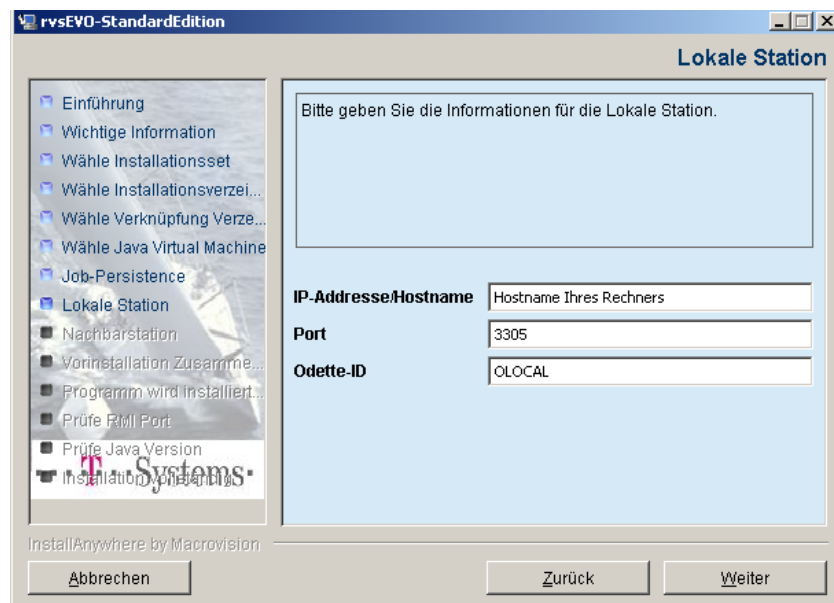 rvsEVO-StandardEdition
Lokale Station
Einführung
Wichtige Information
Wähle Installationsset
Wähle Installationsverzei...
Wähle Verknüpfung Verze...
Wähle Java Virtual Machine
Job-Persistence
Lokale Station
Nachbarstation
Vorinstallation Zusamme...
Programm wird installiert...
Prüfe RMI Port
Prüfe Java Version
Installation
T Systems
Bitte geben Sie die Informationen für die Lokale Station.
IP-Addresse/Hostname Hostname Ihres Rechners
Port 3305
Odette-ID OLOCAL
InstallAnywhere by Macrovision
Abbrechen
Zurück
Weiter